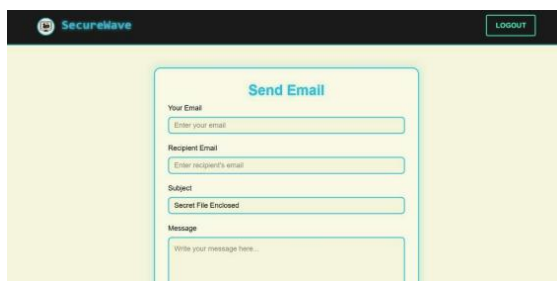 SecureWave
LOGOUT
Send Email
Your Email
Enter your email
Recipient Email
Enter recipient's email
Subject
Secret File Enclosed
Message
Write your message here...